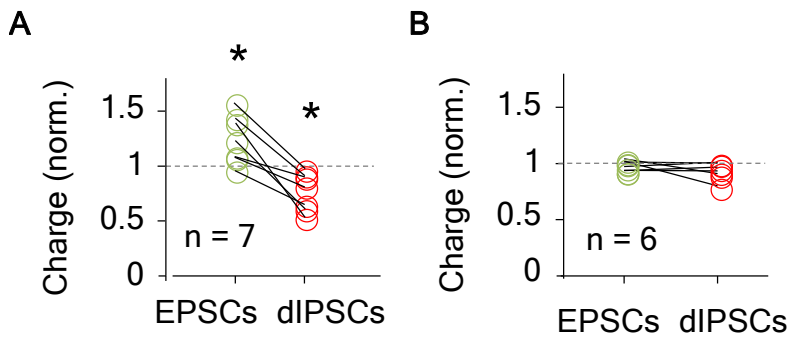 A
*
*
Charge (norm.)
1.5
1
0.5
0
n = 7
EPSCs dIPSCs
B
Charge (norm.)
1.5
1
0.5
0
n = 6
EPSCs dIPSCs